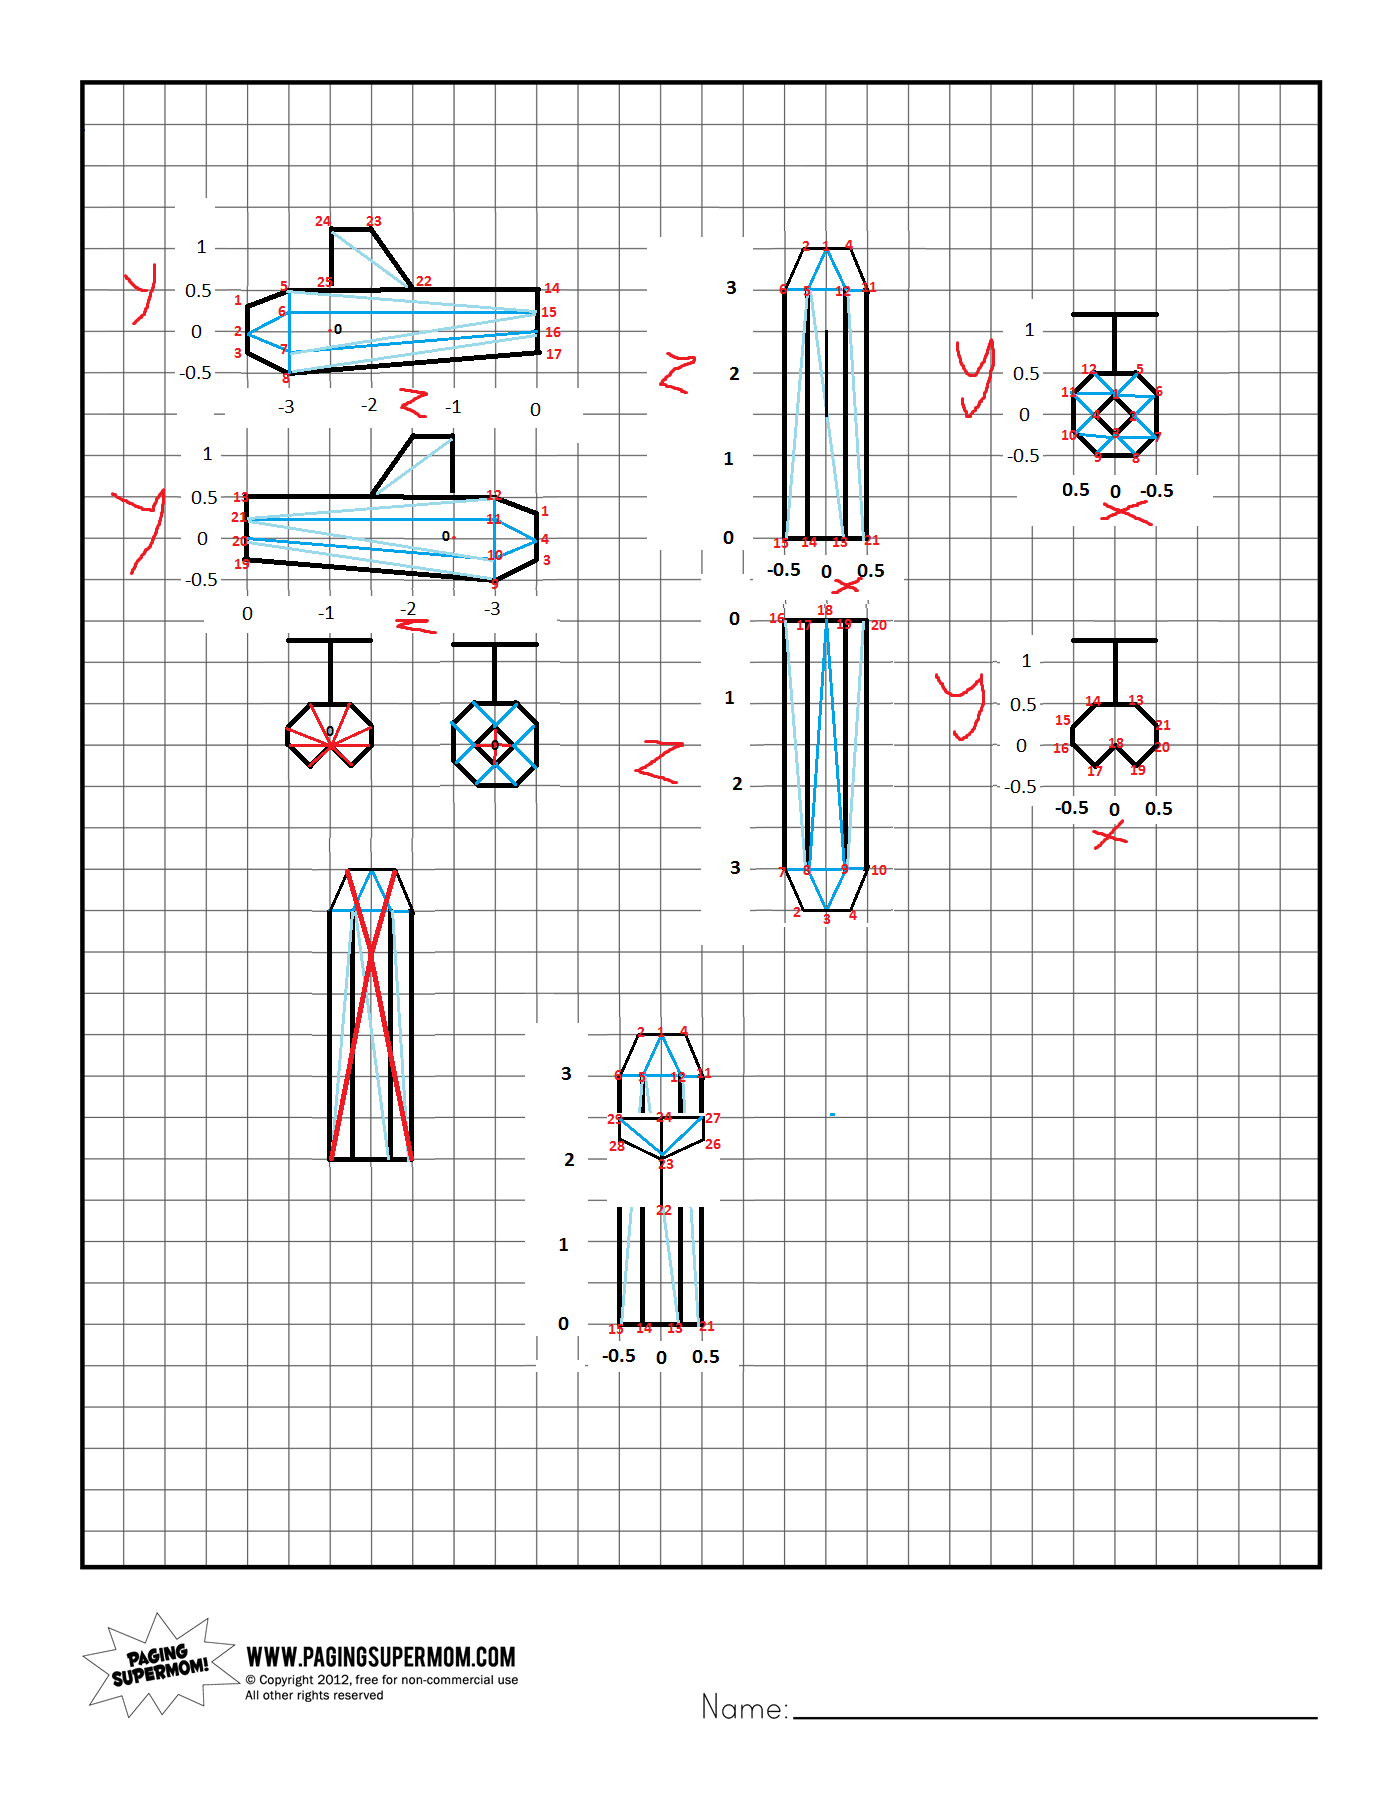 24 23
1
5 25 22 14
0.5
1
6 15
y
2 0 0 16
3 7 17
-0.5 8
-3 -2 z -1 0
1
0.5 13 12
21 11 1
y
0 20 0 4
10 3
19
-0.5 9
0 -1 -2 -3
z
0
0
2 1 4
3 6 5 12 11
z
2
1
0 15 14 13 21
-0.5 0 0.5
x
1
y
0.5 12 5
11 1 6
0
10 3 7
-0.5 9 8
0.5 0 -0.5
x
18
0 16 17 19 20
1
z
2
3 7 8 9 10
2 3 4
1
y
0.5 14 13
15 21
0 16 18 20
17 19
-0.5
-0.5 0 0.5
x
2 1 4
3 6 5 12 11
25 24 27
28 26
2 23
22
1
0 15 14 13 21
-0.5 0 0.5
PAGING
SUPERMOM!
WWW.PAGINGSUPERMOM.COM
© Copyright 2012, free for non-commercial use
All other rights reserved
Name: